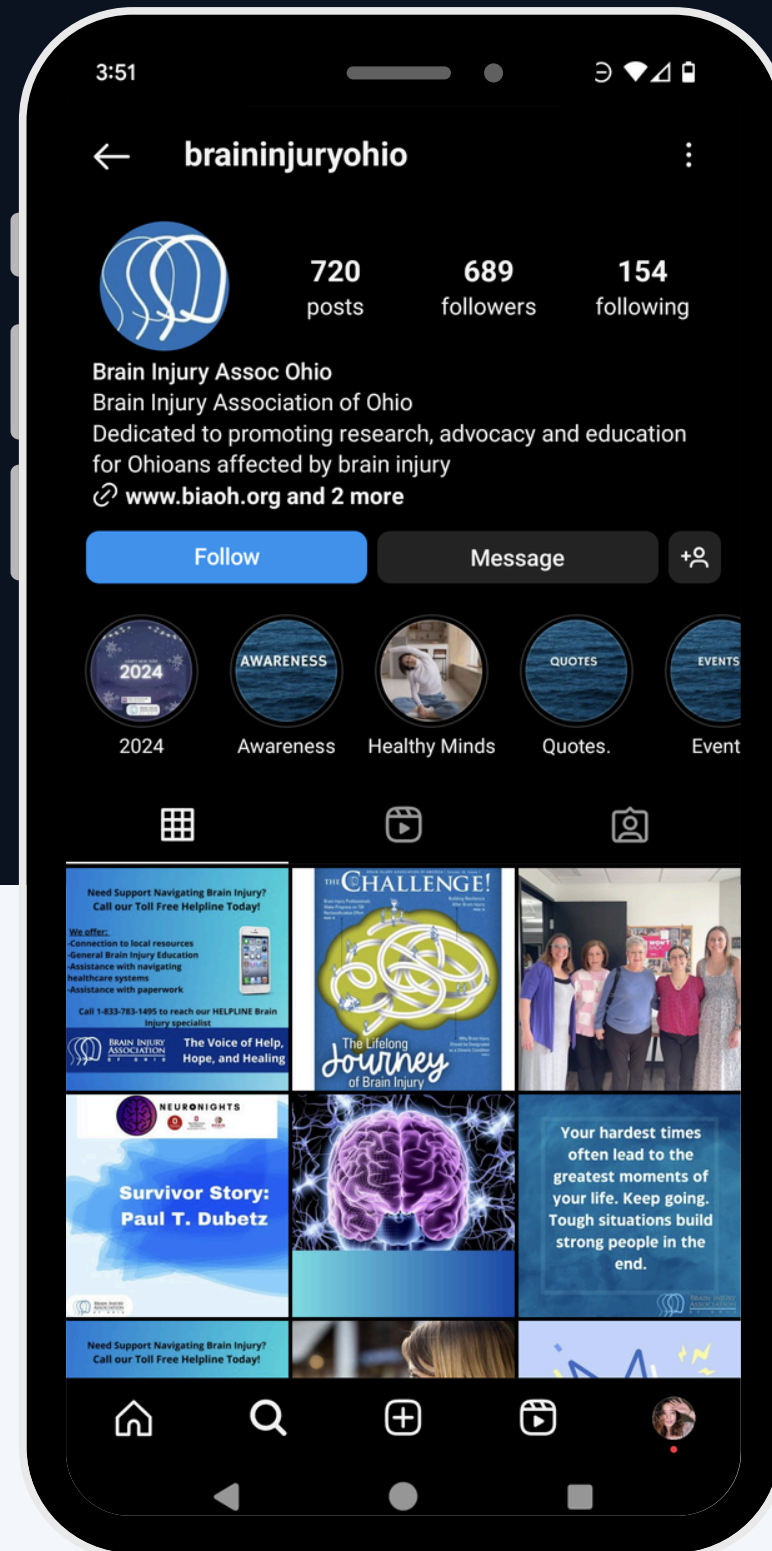 3:51
braininjuryohio
720
689
154
posts
followers
following
Brain Injury Assoc Ohio
Brain Injury Association of Ohio
Dedicated to promoting research, advocacy and education
for Ohioans affected by brain injury
www.biaoh.org and 2 more
Follow
Message
2024
AWARENESS
QUOTES
EVENTS
2024
Awareness
Healthy Minds
Quotes.
Event
Need Support Navigating Brain Injury?
Call our Toll Free Helpline Today!
We offer:
-Connection to local resources
-General Brain Injury Education
-Assistance with navigating
healthcare systems
-Assistance with paperwork
Call 1-833-783-1495 to reach our HELPLINE Brain
Injury specialist
BRAIN INJURY
ASSOCIATION
OF OHIO
The Voice of Help,
Hope, and Healing
THE CHALLENGE!
The Lifelong
Journey
of Brain Injury
NEURONIGHTS
Survivor Story:
Paul T. Dubetz
BRAIN INJURY
ASSOCIATION
Your hardest times
often lead to the
greatest moments of
your life. Keep going.
Tough situations build
strong people in the
end.
BRAIN INJURY
ASSOCIATION
Need Support Navigating Brain Injury?
Call our Toll Free Helpline Today!